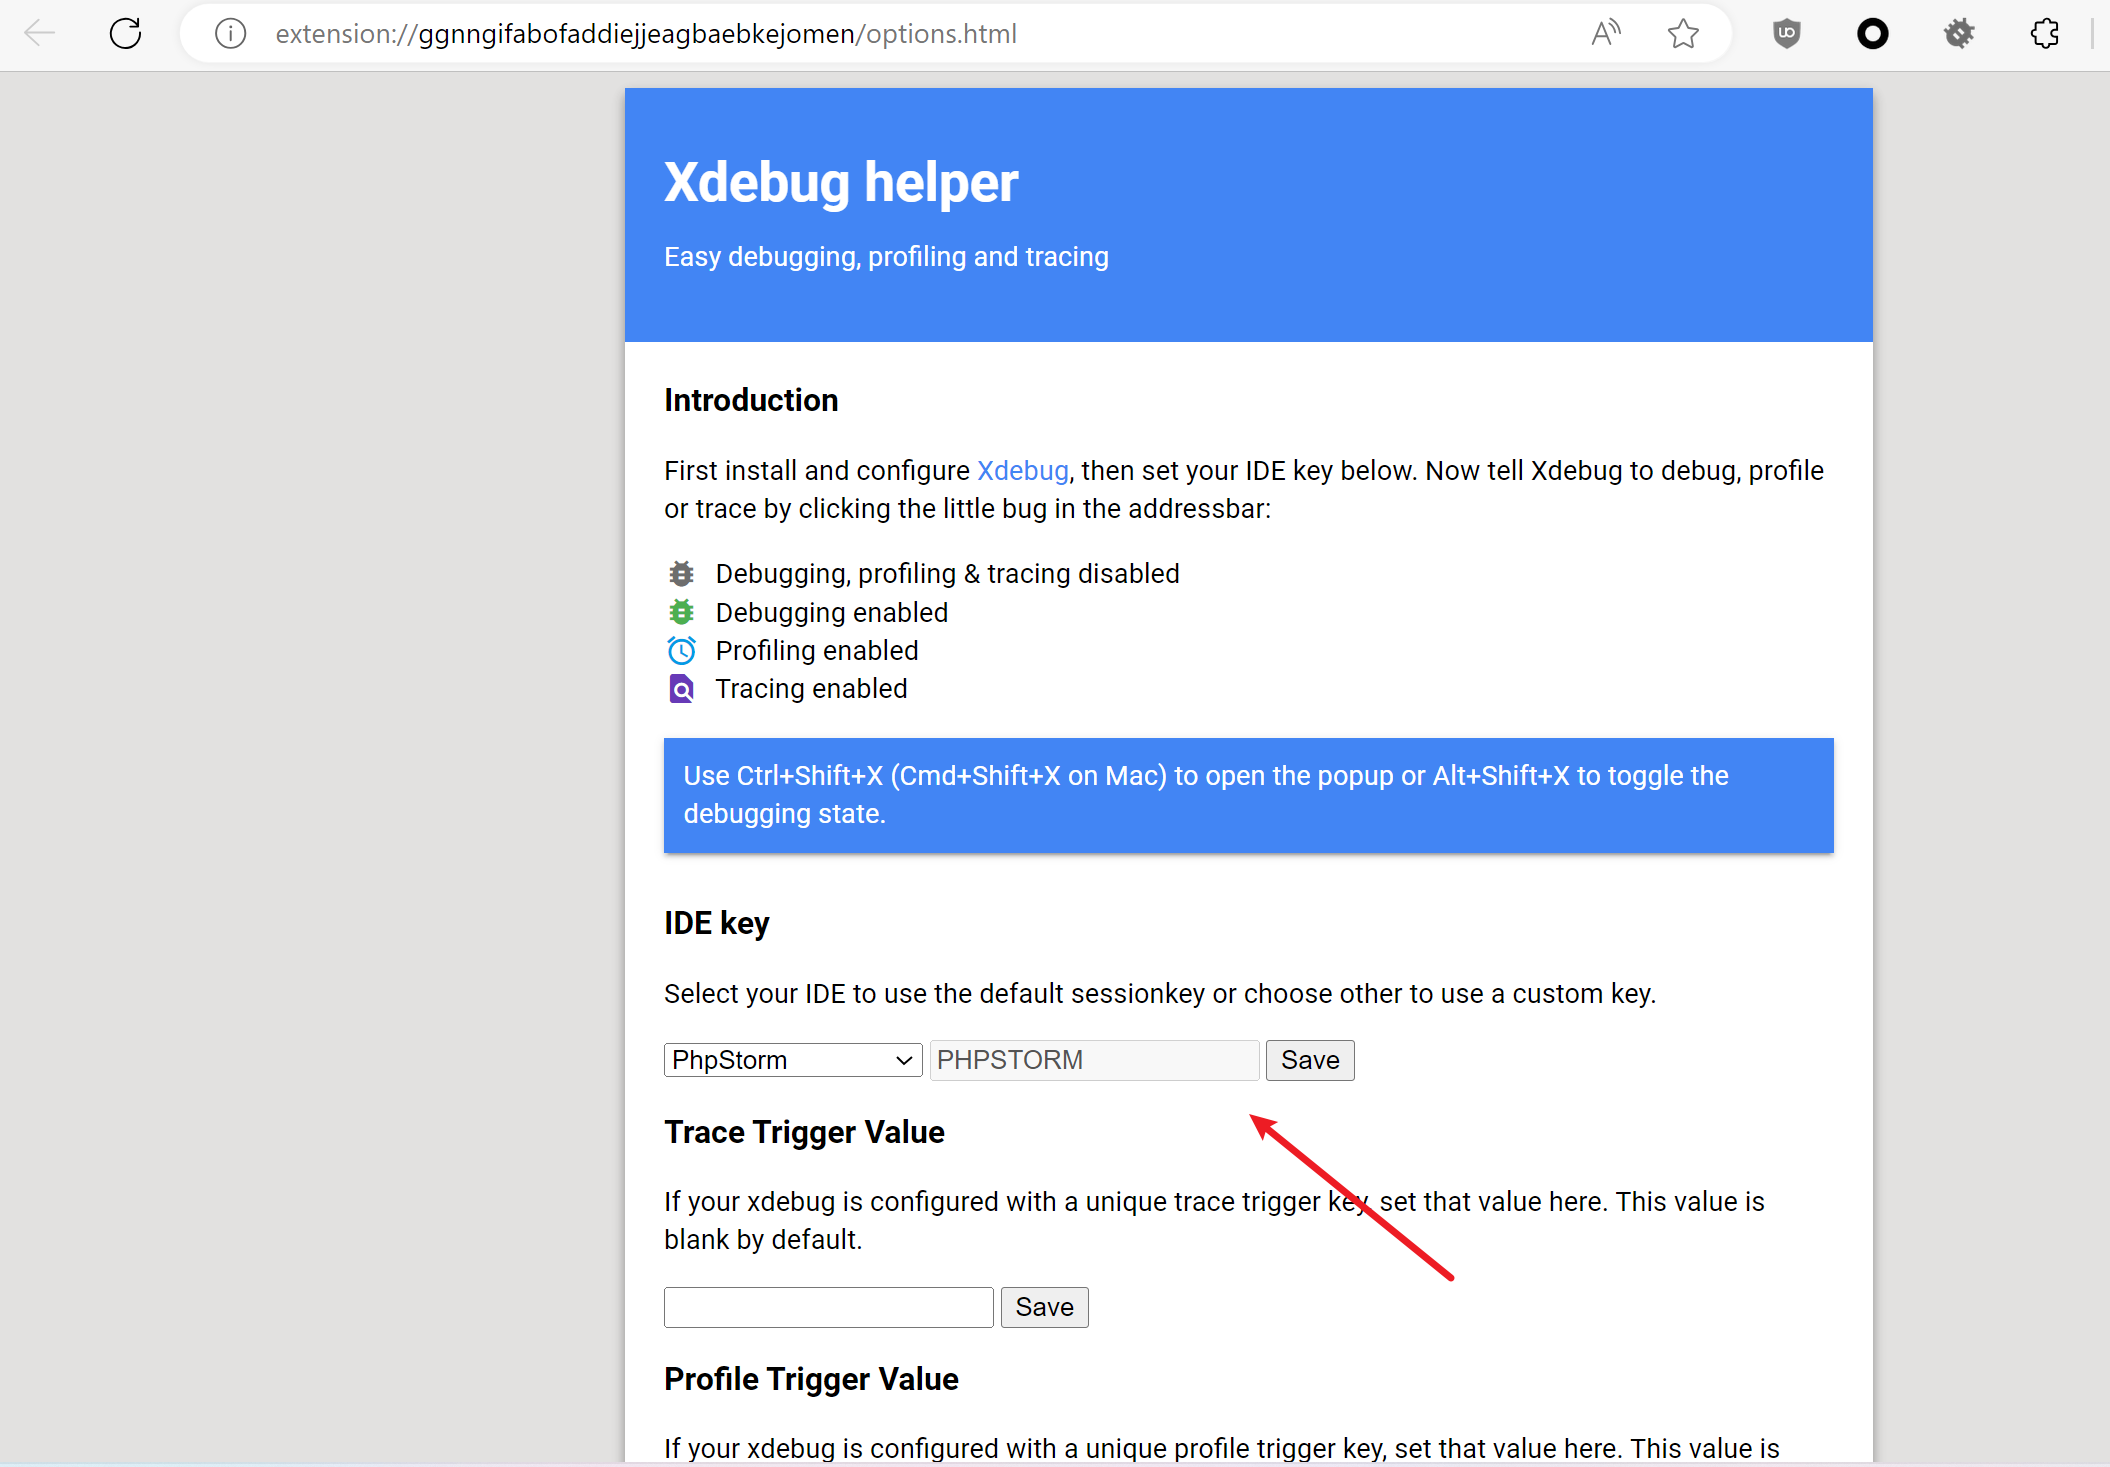 extension://ggnngifabofaddiejjeagbaebkejomen/options.html
Xdebug helper
Easy debugging, profiling and tracing
Introduction
First install and configure Xdebug, then set your IDE key below. Now tell Xdebug to debug, profile
or trace by clicking the little bug in the addressbar:
Debugging, profiling & tracing disabled
Debugging enabled
Profiling enabled
Tracing enabled
Use Ctrl+Shift+X (Cmd+Shift+X on Mac) to open the popup or Alt+Shift+X to toggle the
debugging state.
IDE key
Select your IDE to use the default sessionkey or choose other to use a custom key.
PhpStorm PHPSTORM Save
Trace Trigger Value
If your xdebug is configured with a unique trace trigger key, set that value here. This value is
blank by default.
Save
Profile Trigger Value
If your xdebug is configured with a unique profile trigger key, set that value here. This value is